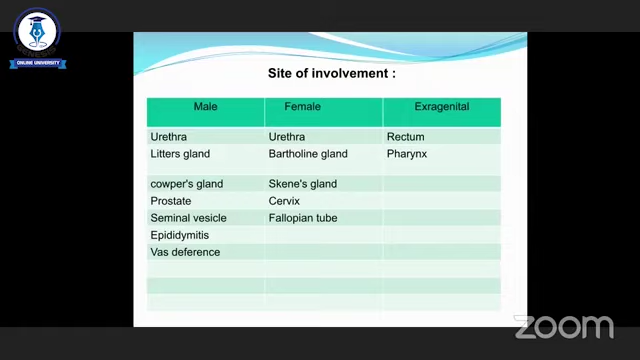 ONLINE UNIVERSITY
Site of involvement :
Male Female Extragenital
Urethra Urethra Rectum
Litters gland Bartholine gland Pharynx
cowper's gland Skene's gland
Prostate Cervix
Seminal vesicle Fallopian tube
Epididymitis
Vas deference
zoom